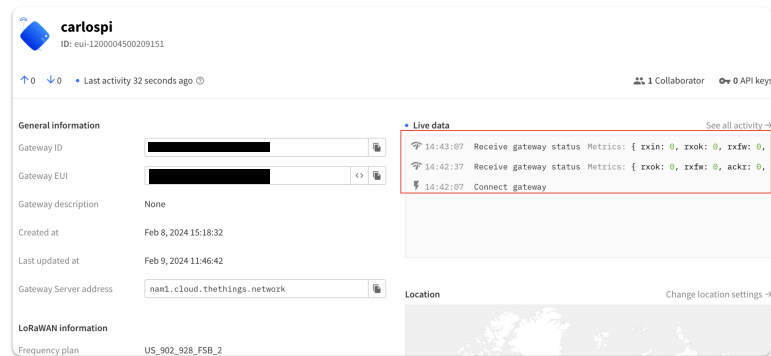 carlospi
ID: eui-1200004500209151
0 0 • Last activity 32 seconds ago
1 Collaborator 0 API keys
General information
Gateway ID
Gateway EUI
Gateway description None
Created at Feb 8, 2024 15:18:32
Last updated at Feb 9, 2024 11:46:42
Gateway Server address nam1.cloud.thethings.network
LoRaWAN information
Frequency plan US_902_928_FSB_2
• Live data See all activity →
14:43:07 Receive gateway status Metrics: { rxin: 0, rxok: 0, rxfw: 0,
14:42:37 Receive gateway status Metrics: { rxok: 0, rxfw: 0, ackr: 0,
14:42:07 Connect gateway
Location Change location settings →